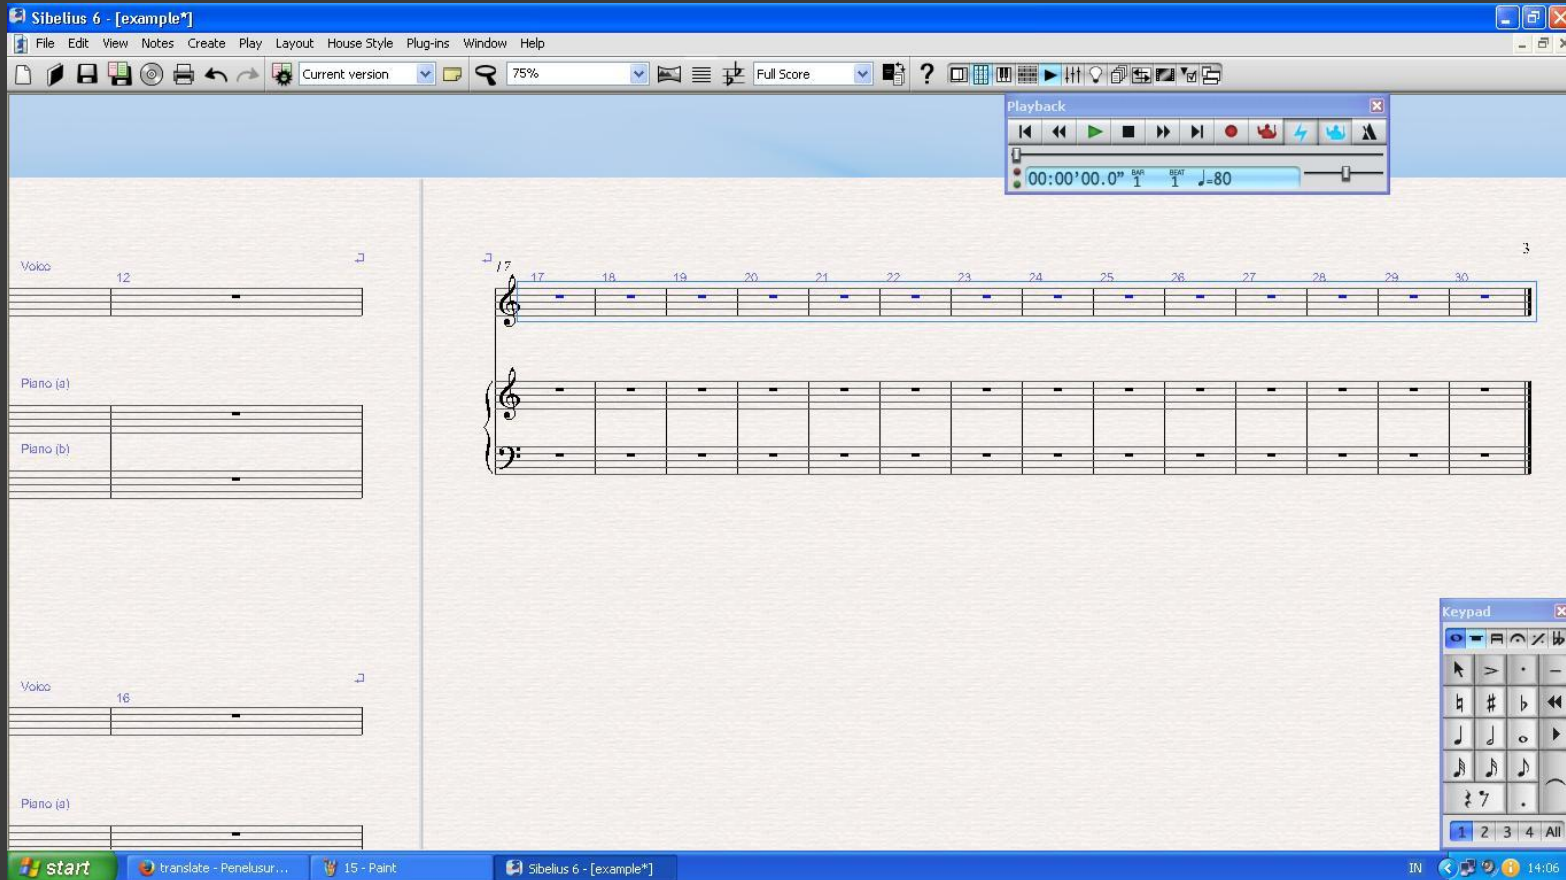 Sibelius 6 - [example*]
File Edit View Notes Create Play Layout House Style Plug-ins Window Help
Current version 75% Full Score
Playback
00:00'00.0" BAR 1 BEAT 1 ♩=80
3
Voice
12
17
17 18 19 20 21 22 23 24 25 26 27 28 29 30
Piano (a)
Piano (b)
Keypad
Voice
16
Piano (a)
1 2 3 4 All
start translate - Penelusur... 15 - Paint Sibelius 6 - [example*] IN 14:06